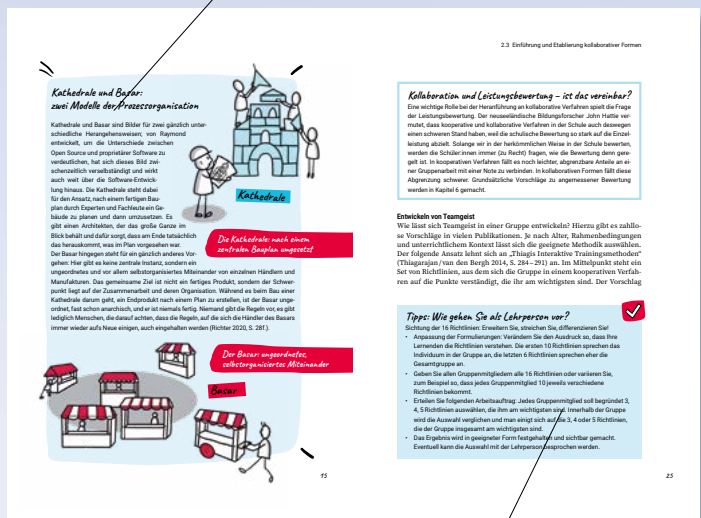 Kathedrale und Basar:
zwei Modelle der Prozessorganisation
Kathedrale und Basar sind Bilder für zwei gänzlich unter-
schiedliche Herangehensweisen; von Raymond
entwickelt, um die Unterschiede zwischen
Open Source und proprietärer Software zu
verdeutlichen, hat sich dieses Bild zwi-
schenzeitlich verselbständigt und wirkt
auch weit über die Software-Entwick-
lung hinaus. Die Kathedrale steht dabei
für den Ansatz, nach einem fertigen Bau-
plan durch Experten und Fachleute ein Ge-
bäude zu planen und dann umzusetzen. Es
gibt einen Architekten, der das große Ganze im
Blick behält und dafür sorgt, dass am Ende tatsächlich
das herauskommt, was im Plan vorgesehen war.
Der Basar hingegen steht für ein gänzlich anderes Vor-
gehen: Hier gibt es keine zentrale Instanz, sondern ein
ungeordnetes und vor allem selbstorganisiertes Miteinander von einzelnen Händlern und
Manufakturen. Das gemeinsame Ziel ist nicht ein fertiges Produkt, sondern der Schwer-
punkt liegt auf der Zusammenarbeit und deren Organisation. Während es beim Bau einer
Kathedrale darum geht, ein Endprodukt nach einem Plan zu erstellen, ist der Basar unge-
ordnet, fast schon anarchisch, und er ist niemals fertig. Niemand gibt die Regeln vor, es gibt
lediglich Menschen, die darauf achten, dass die Regeln, auf die sich die Händler des Basars
immer wieder aufs Neue einigen, auch eingehalten werden (Richter 2020, S. 28f.).
Kathedrale
Die Kathedrale: nach einem
zentralen Bauplan umgesetzt
Der Basar: ungeordnetes,
selbstorganisiertes Miteinander
Basar
15
2.3 Einführung und Etablierung kollaborativer Formen
Kollaboration und Leistungsbewertung – ist das vereinbar?
Eine wichtige Rolle bei der Heranführung an kollaborative Verfahren spielt die Frage
der Leistungsbewertung. Der neuseeländische Bildungsforscher John Hattie ver-
mutet, dass kooperative und kollaborative Verfahren in der Schule auch deswegen
einen schweren Stand haben, weil die schulische Bewertung so stark auf die Einzel-
leistung abzielt. Solange wir in der herkömmlichen Weise in der Schule bewerten,
werden die Schüler:innen immer (zu Recht) fragen, wie die Bewertung denn gere-
gelt ist. In kooperativen Verfahren fällt es noch leichter, abgrenzbare Anteile an ei-
ner Gruppenarbeit mit einer Note zu verbinden. In kollaborativen Formen fällt diese
Abgrenzung schwerer. Grundsätzliche Vorschläge zu angemessener Bewertung
werden in Kapitel 6 gemacht.
Entwickeln von Teamgeist
Wie lässt sich Teamgeist in einer Gruppe entwickeln? Hierzu gibt es zahllo-
se Vorschläge in vielen Publikationen. Je nach Alter, Rahmenbedingungen
und unterrichtlichem Kontext lässt sich die geeignete Methodik auswählen.
Der folgende Ansatz lehnt sich an „Thiagis Interaktive Trainingsmethoden“
(Thiagarajan/van den Bergh 2014, S. 284–291) an. Im Mittelpunkt steht ein
Set von Richtlinien, aus dem sich die Gruppe in einem kooperativen Verfah-
ren auf die Punkte verständigt, die ihr am wichtigsten sind. Der Vorschlag
Tipps: Wie gehen Sie als Lehrperson vor?
Sichtung der 16 Richtlinien: Erweitern Sie, streichen Sie, differenzieren Sie!
• Anpassung der Formulierungen: Verändern Sie den Ausdruck so, dass Ihre
Lernenden die Richtlinien verstehen. Die ersten 10 Richtlinien sprechen das
Individuum in der Gruppe an, die letzten 6 Richtlinien sprechen eher die
Gesamtgruppe an.
• Geben Sie allen Gruppenmitgliedern alle 16 Richtlinien oder variieren Sie,
zum Beispiel so, dass jedes Gruppenmitglied 10 jeweils verschiedene
Richtlinien bekommt.
• Erteilen Sie folgenden Arbeitsauftrag: Jedes Gruppenmitglied soll begründet 3,
4, 5 Richtlinien auswählen, die ihm am wichtigsten sind. Innerhalb der Gruppe
wird die Auswahl verglichen und man einigt sich auf die 3, 4 oder 5 Richtlinien,
die der Gruppe insgesamt am wichtigsten sind.
• Das Ergebnis wird in geeigneter Form festgehalten und sichtbar gemacht.
Eventuell kann die Auswahl mit der Lehrperson besprochen werden.
25